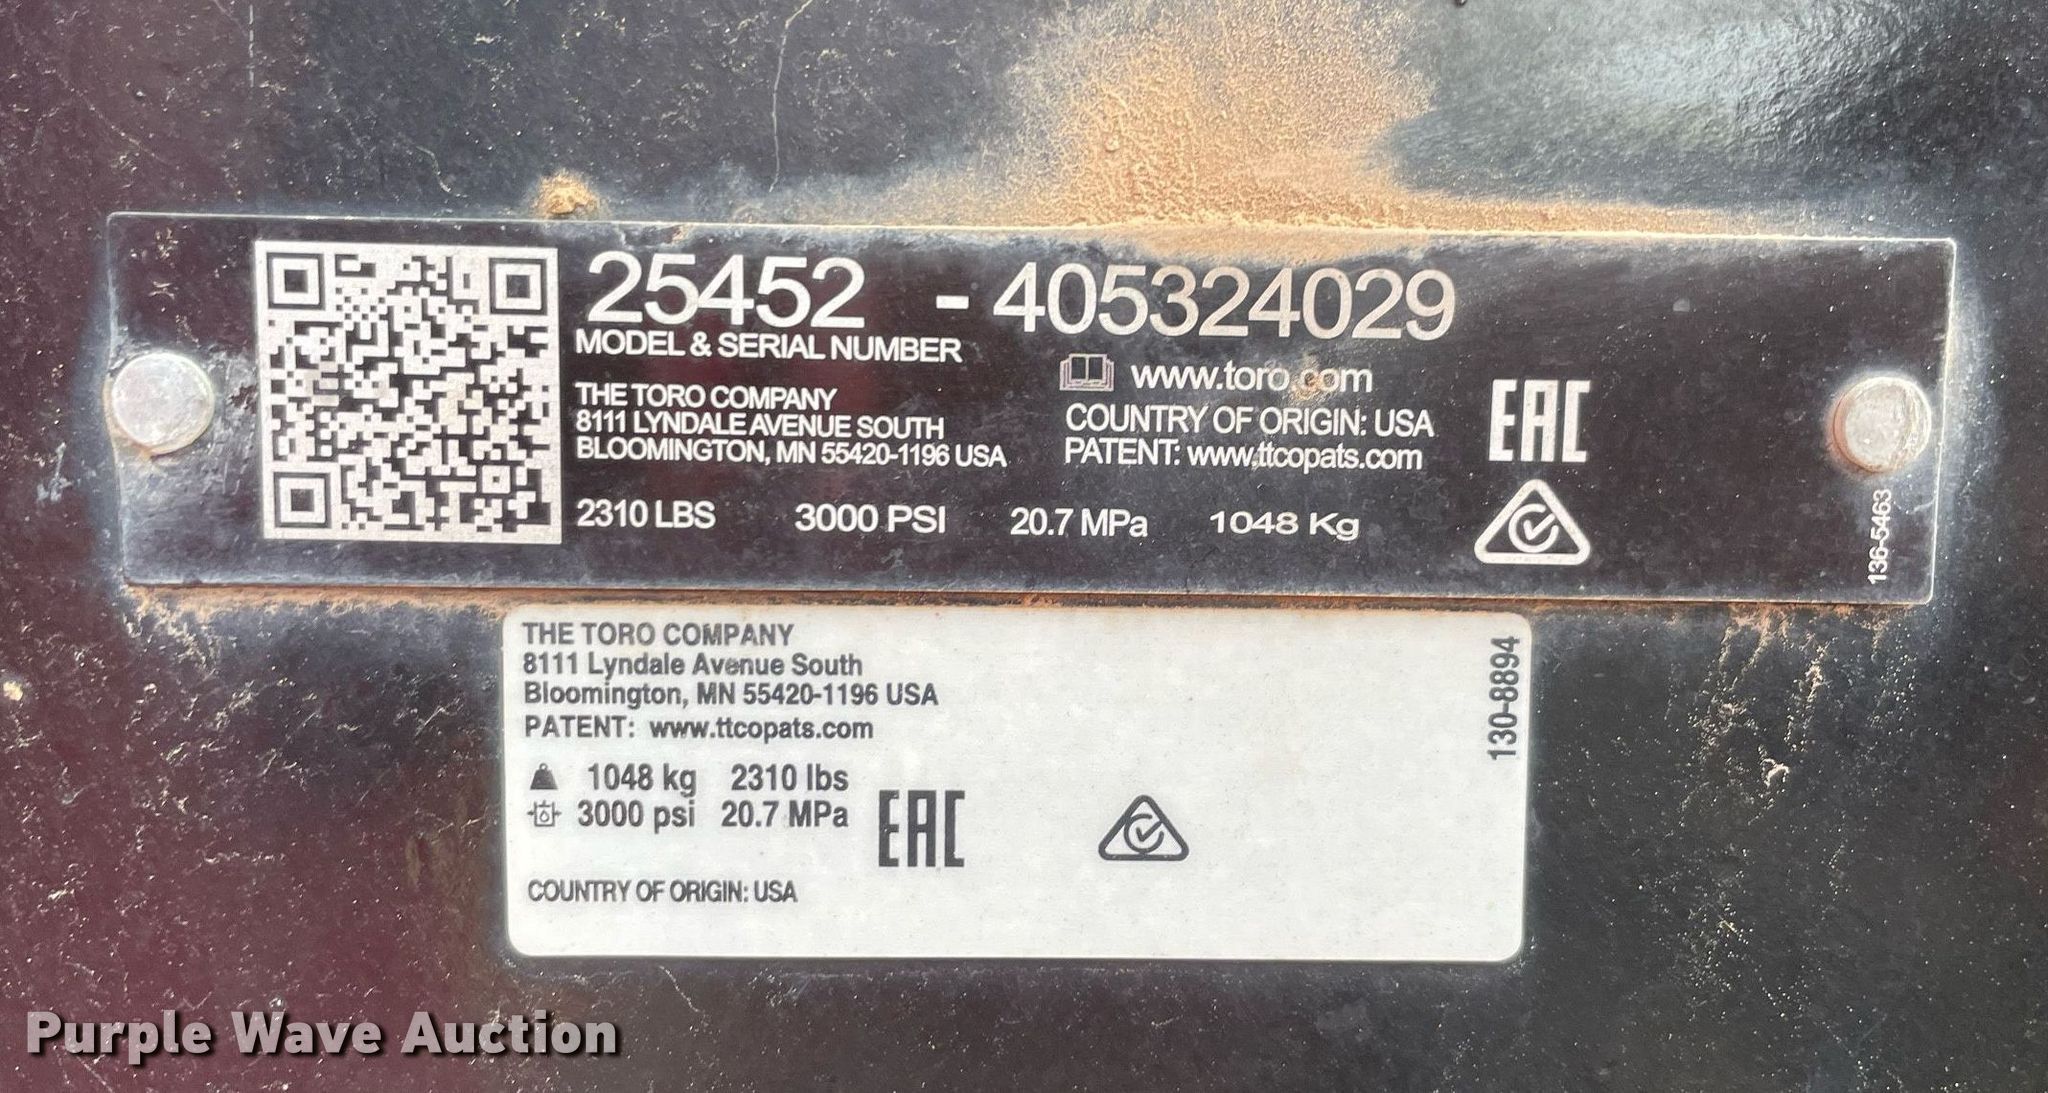 25452 - 405324029
MODEL & SERIAL NUMBER
THE TORO COMPANY
8111 LYNDALE AVENUE SOUTH
BLOOMINGTON, MN 55420-1196 USA
www.toro.com
COUNTRY OF ORIGIN: USA
PATENT: www.ttcopats.com
EAC
2310 LBS 3000 PSI 20.7 MPa 1048 Kg
136-5463
THE TORO COMPANY
8111 Lyndale Avenue South
Bloomington, MN 55420-1196 USA
PATENT: www.ttcopats.com
1048 kg 2310 lbs
3000 psi 20.7 MPa
EAC
COUNTRY OF ORIGIN: USA
130-8894
Purple Wave Auction